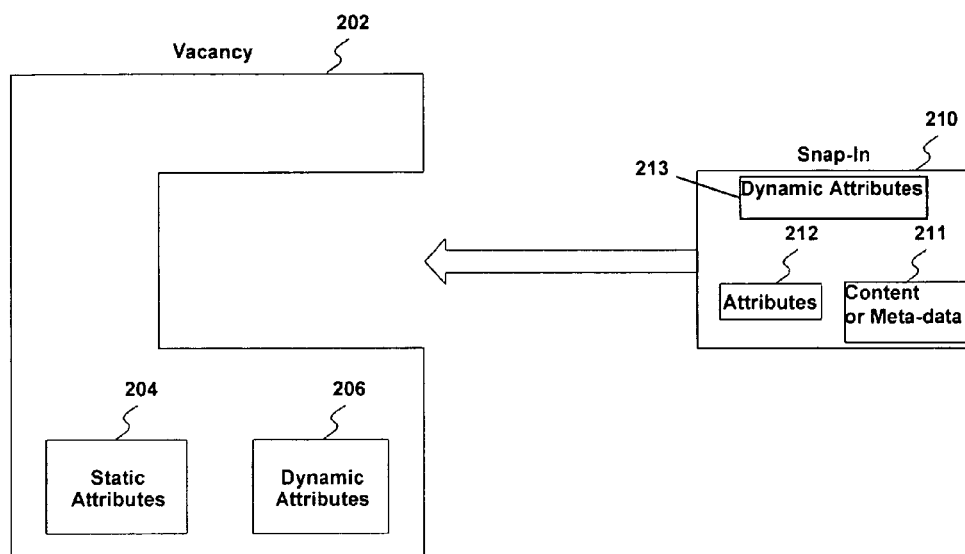 202
Vacancy
210
Snap-In
213
Dynamic Attributes
212
211
Attributes
Content
or Meta-data
204
206
Static
Attributes
Dynamic
Attributes